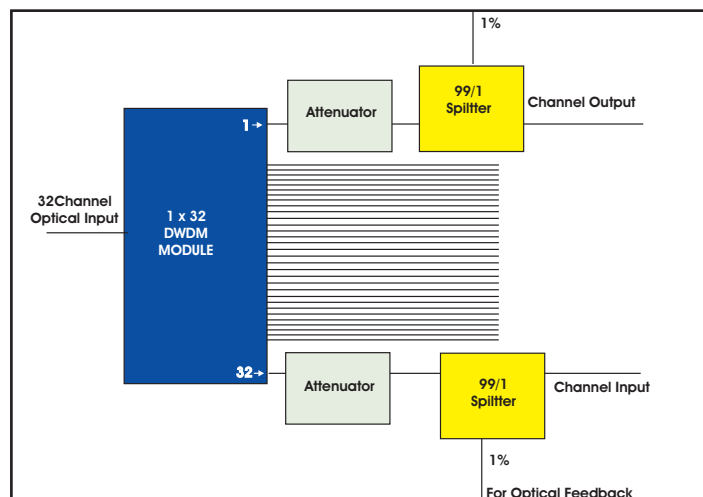 1%
99/1
Spiltter
Channel Output
Attenuator
1
32Channel
Optical Input
1 x 32
DWDM
MODULE
32
Attenuator
99/1
Spiltter
Channel Input
1%
For Optical Feedback